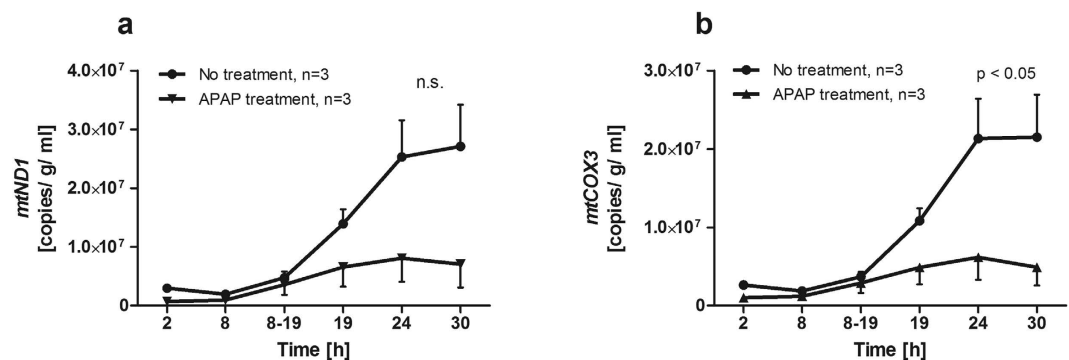 a
4.0×10⁷
3.0×10⁷
2.0×10⁷
1.0×10⁷
0
mtND1
[copies/ g/ ml]
No treatment, n=3
APAP treatment, n=3
n.s.
2 8 8-19 19 24 30
Time [h]
b
3.0×10⁷
2.0×10⁷
1.0×10⁷
0
mtCOX3
[copies/ g/ ml]
No treatment, n=3
APAP treatment, n=3
p < 0.05
2 8 8-19 19 24 30
Time [h]